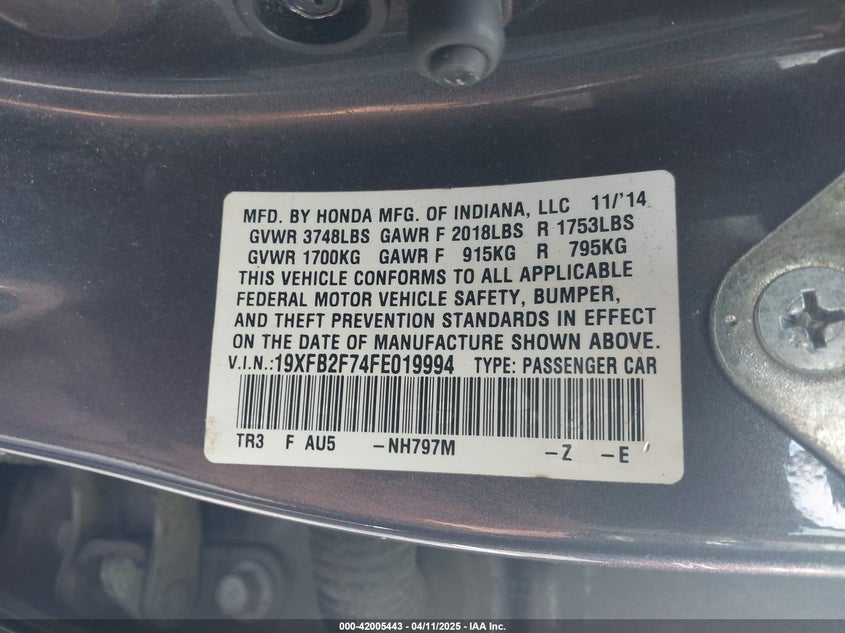 MFD. BY HONDA MFG. OF INDIANA, LLC 11/'14
GVWR 3748LBS GAWR F 2018LBS R 1753LBS
GVWR 1700KG GAWR F 915KG R 795KG
THIS VEHICLE CONFORMS TO ALL APPLICABLE
FEDERAL MOTOR VEHICLE SAFETY, BUMPER,
AND THEFT PREVENTION STANDARDS IN EFFECT
ON THE DATE OF MANUFACTURE SHOWN ABOVE.
V.I.N.:19XFB2F74FE019994 TYPE: PASSENGER CAR
TR3 F AU5 -NH797M -Z -E
000-42005443 | 04/11/2025 - IAA Inc.